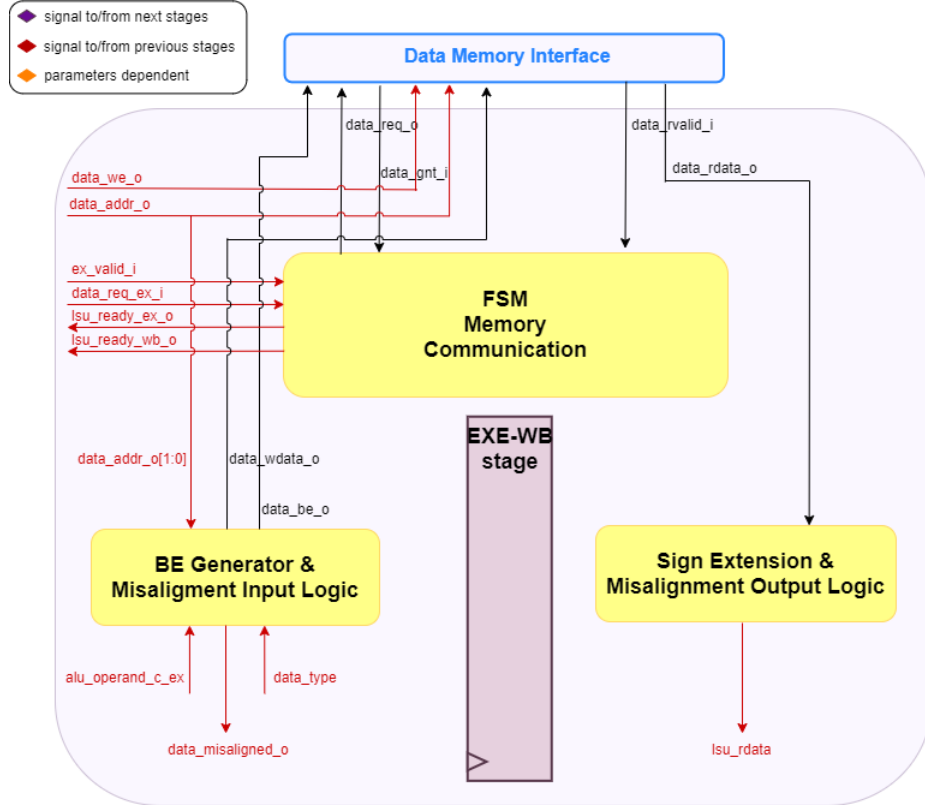 signal to/from next stages
signal to/from previous stages
parameters dependent
Data Memory Interface
data_req_o
data_rvalid_i
data_gnt_i
data_rdata_o
data_we_o
data_addr_o
ex_valid_i
data_req_ex_i
lsu_ready_ex_o
lsu_ready_wb_o
FSM
Memory
Communication
EXE-WB
stage
data_addr_o[1:0]
data_wdata_o
data_be_o
BE Generator &
Misaligment Input Logic
Sign Extension &
Misalignment Output Logic
alu_operand_c_ex
data_type
data_misaligned_o
lsu_rdata